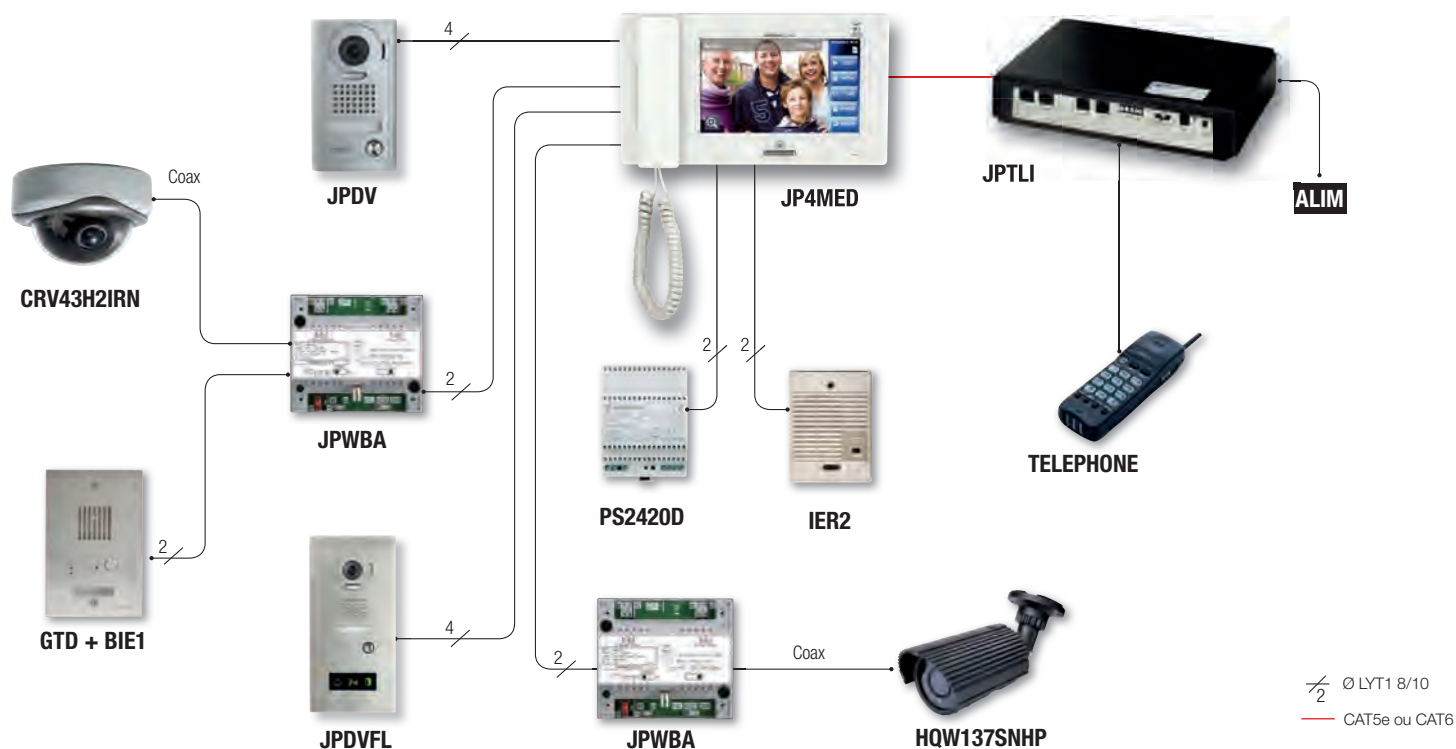 4
JPDV
JP4MED
JPTLI
ALIM
Coax
CRV43H2IRN
2
JPWBA
2
2
PS2420D
IER2
TELEPHONE
2
GTD + BIE1
4
JPDVFL
2
JPWBA
Coax
HQW137SNHP
2 Ø LYT1 8/10
CAT5e ou CAT6